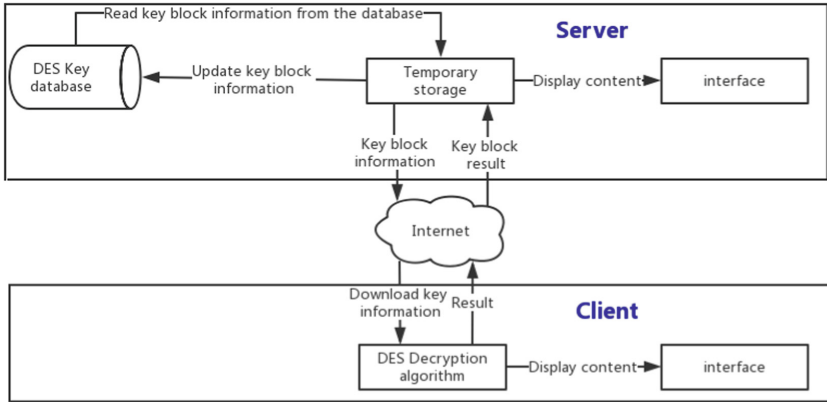 Read key block information from the database
Server
DES Key
database
Update key block
information
Temporary
storage
Display content
interface
Key block
information
Key block
result
Internet
Download key
information
Result
Client
DES Decryption
algorithm
Display content
interface